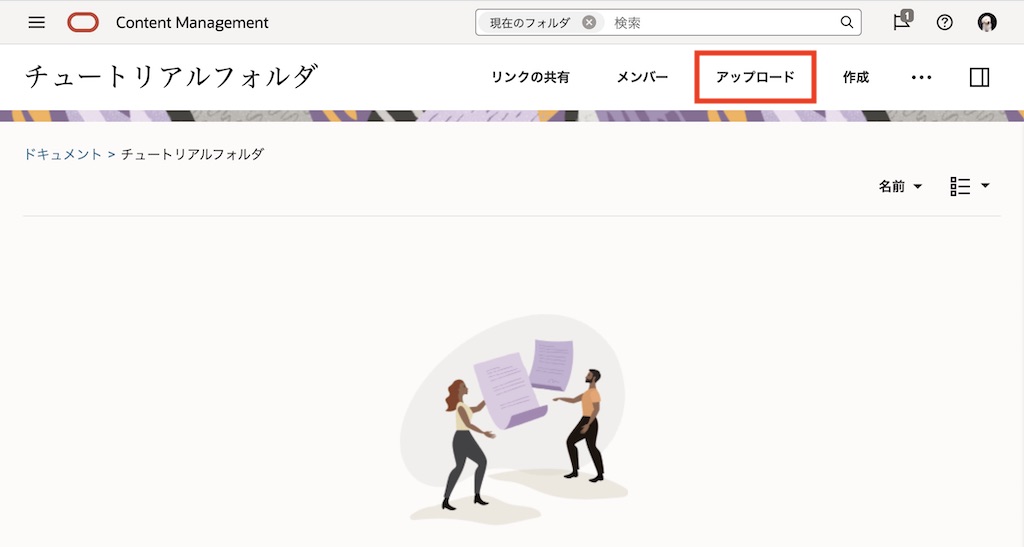 Content Management
現在のフォルダ 検索
1
チュートリアルフォルダ
リンクの共有 メンバー アップロード 作成
ドキュメント > チュートリアルフォルダ
名前